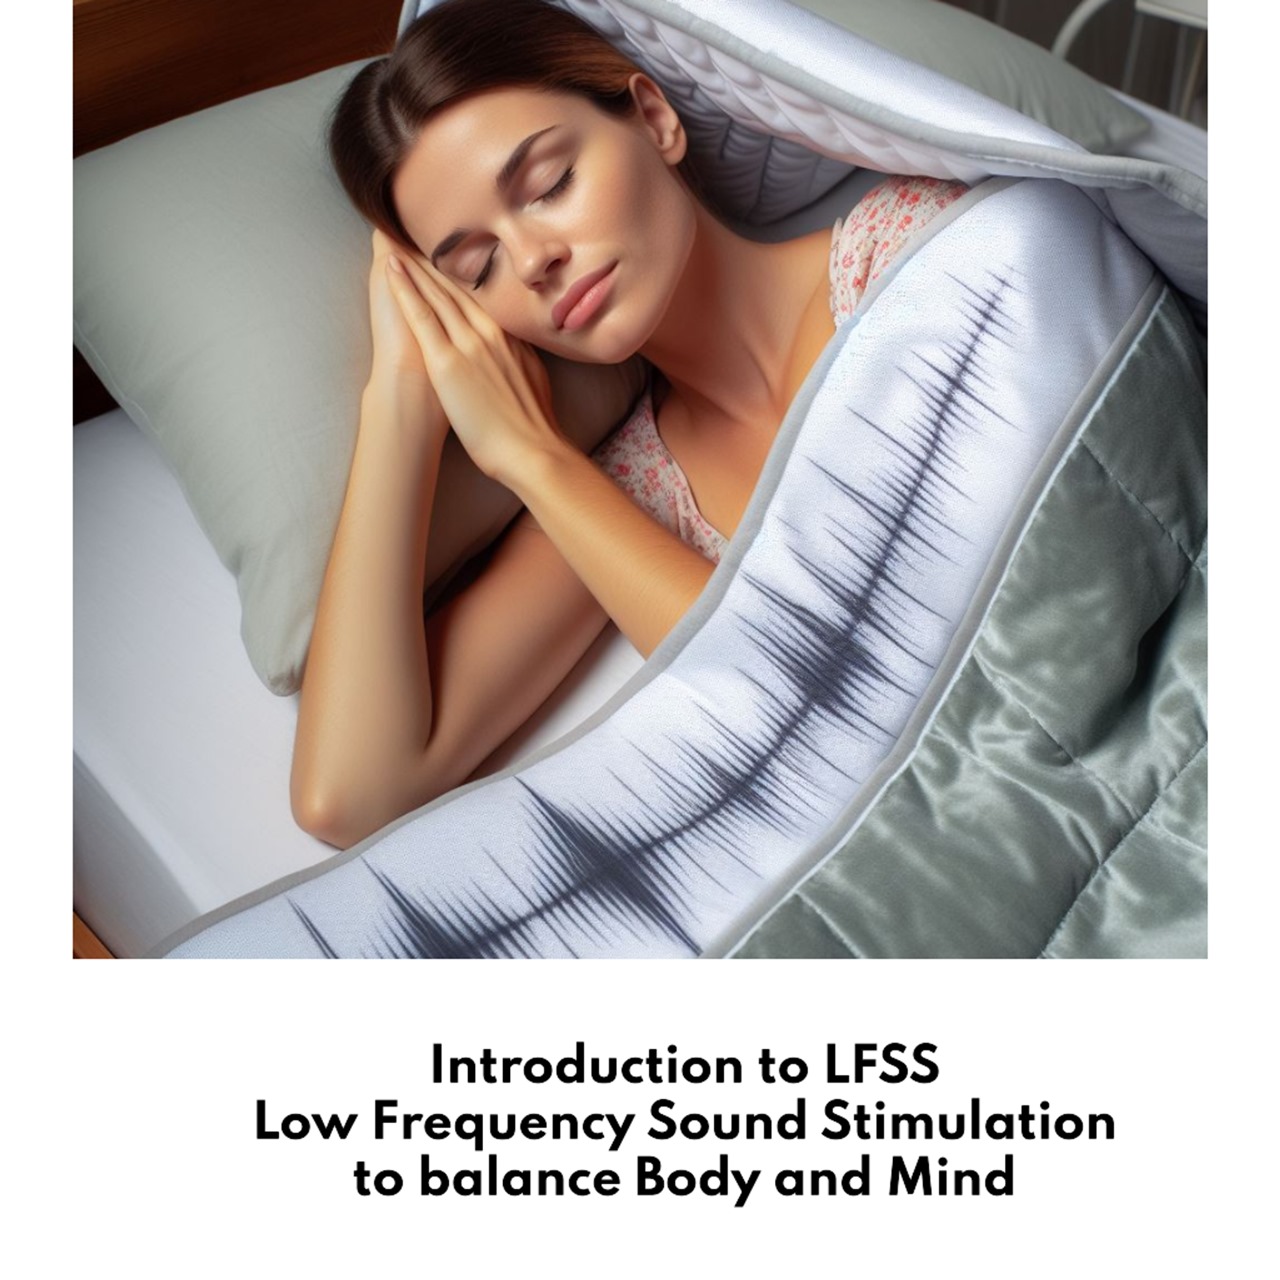 Introduction to LFSS
Low Frequency Sound Stimulation
to balance Body and Mind